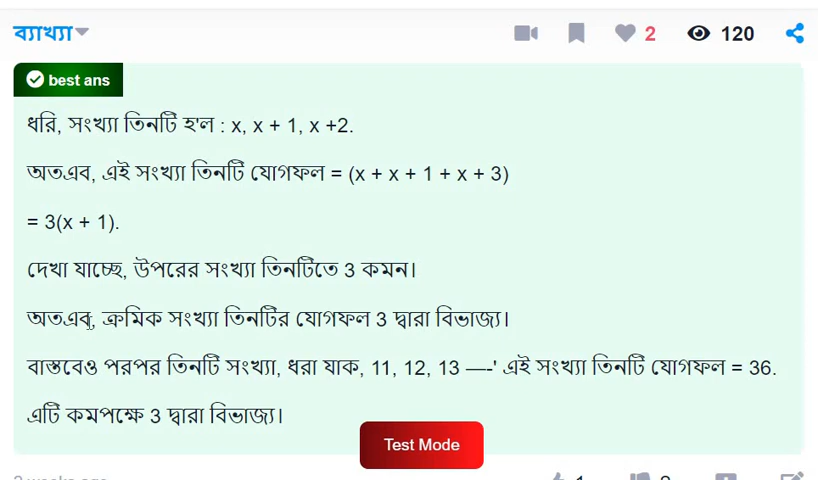 ব্যাখ্যা 2 120
best ans
ধরি, সংখ্যা তিনটি হ'ল : x, x + 1, x +2.
অতএব, এই সংখ্যা তিনটি যোগফল = (x + x + 1 + x + 3)
= 3(x + 1).
দেখা যাচ্ছে, উপরের সংখ্যা তিনটিতে 3 কমন।
অতএব, ক্রমিক সংখ্যা তিনটির যোগফল 3 দ্বারা বিভাজ্য।
বাস্তবেও পরপর তিনটি সংখ্যা, ধরা যাক, 11, 12, 13 —-' এই সংখ্যা তিনটি যোগফল = 36.
এটি কমপক্ষে 3 দ্বারা বিভাজ্য।
Test Mode